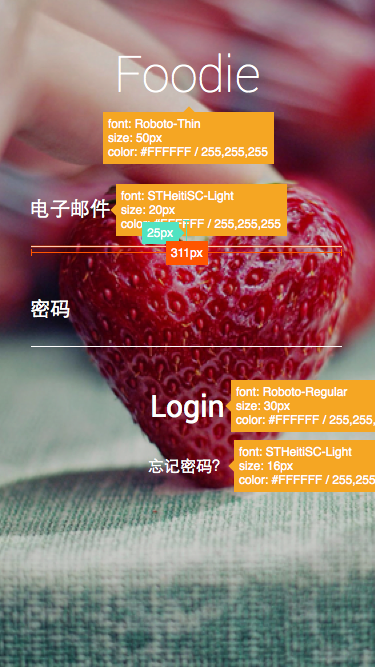 Foodie
font: Roboto-Thin
size: 50px
color: #FFFFFF / 255,255,255
电子邮件
font: STHeitiSC-Light
size: 20px
color: #FFFFFF / 255,255,255
25px
311px
密码
Login
font: Roboto-Regular
size: 30px
color: #FFFFFF / 255,255,
忘记密码?
font: STHeitiSC-Light
size: 16px
color: #FFFFFF / 255,255